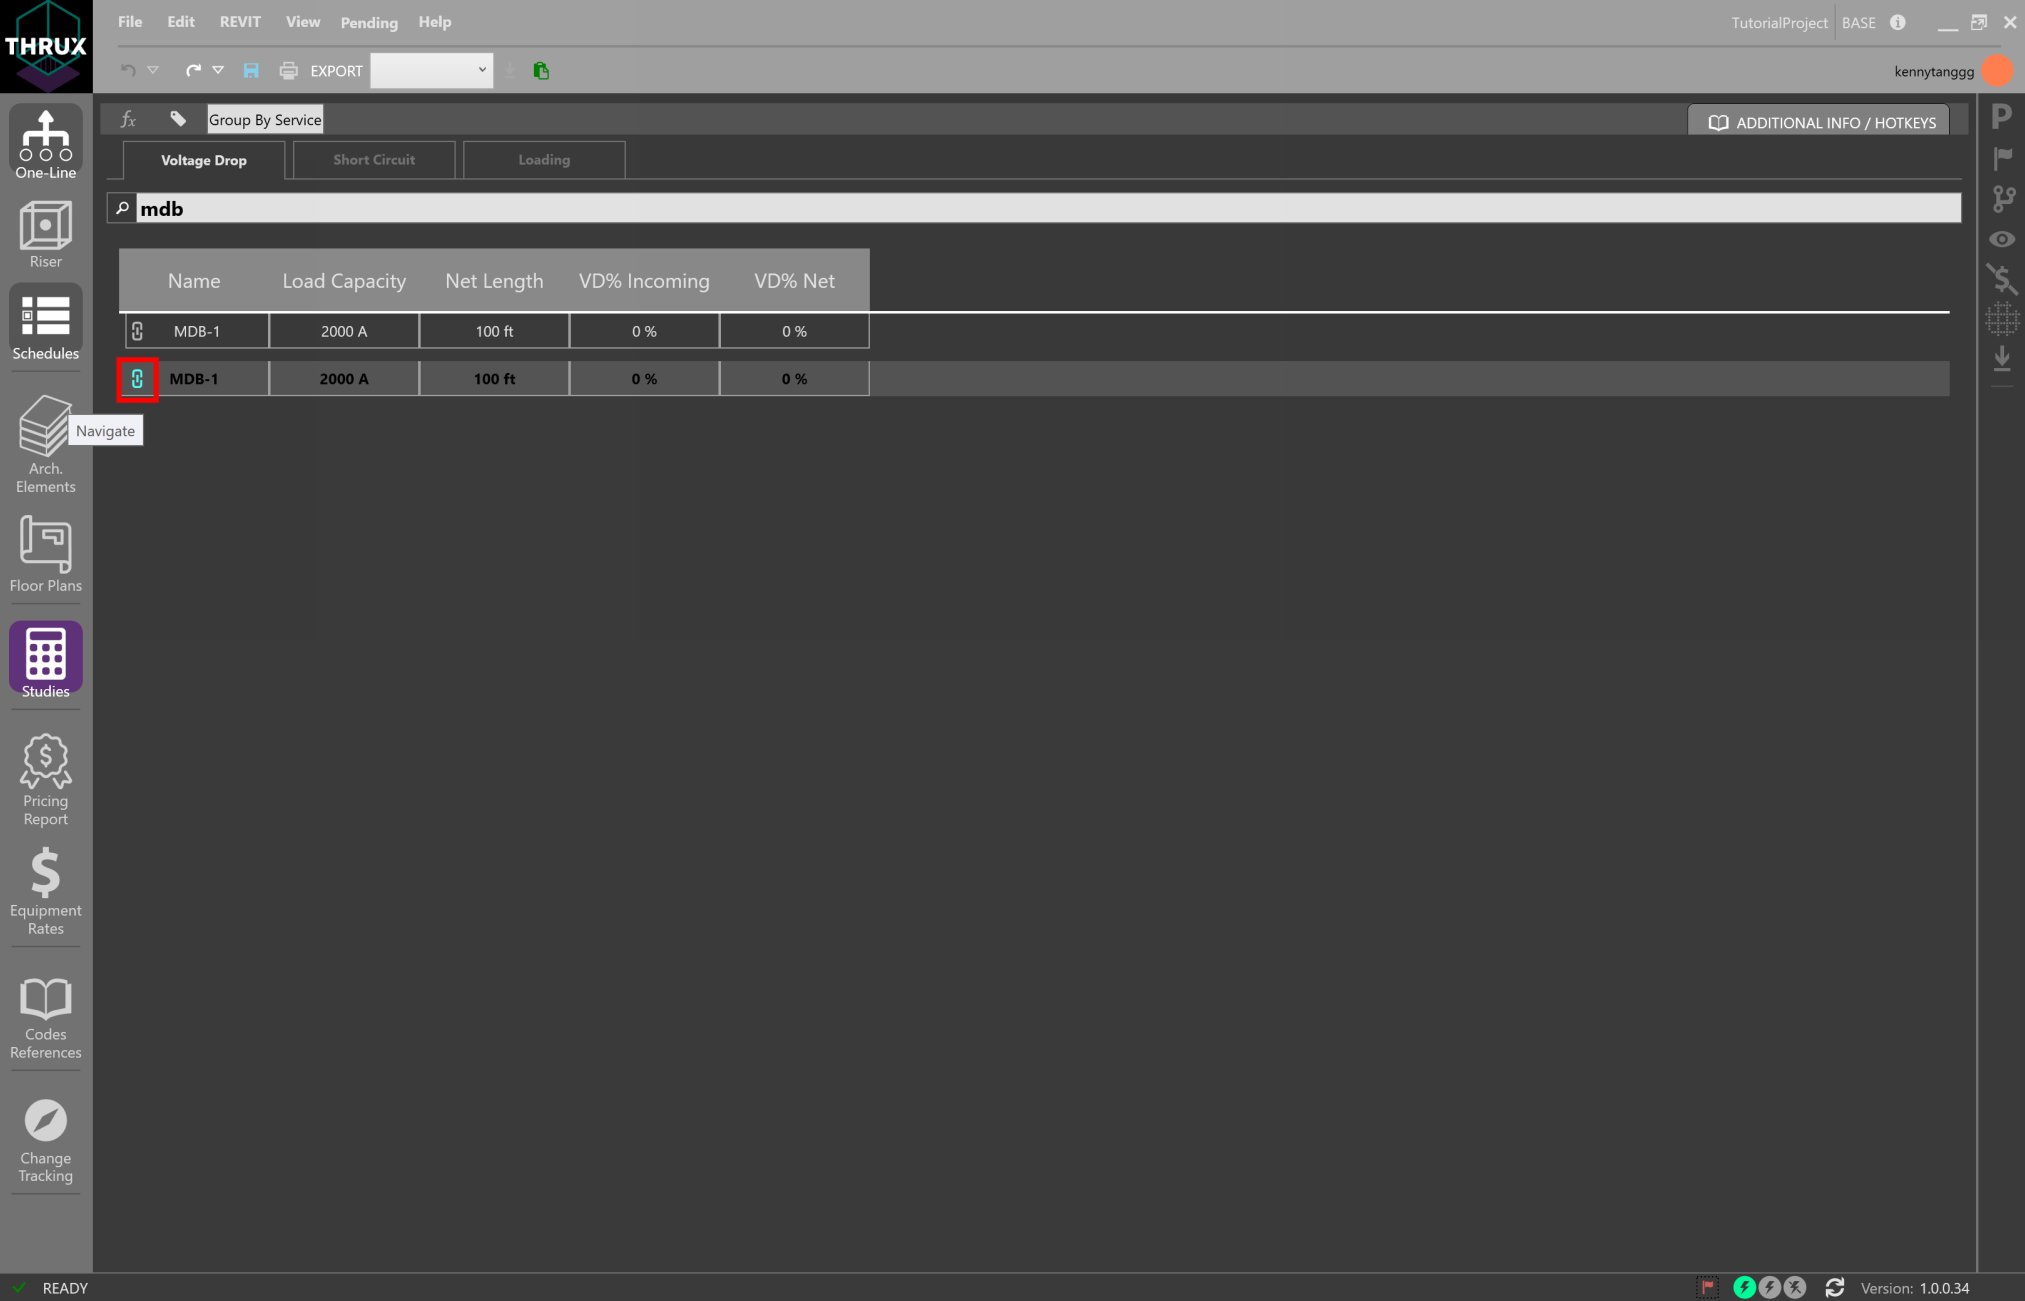 THRUX
File Edit REVIT View Pending Help
TutorialProject BASE
EXPORT
kennytanggg
fx Group By Service
ADDITIONAL INFO / HOTKEYS
Voltage Drop Short Circuit Loading
mdb
Name Load Capacity Net Length VD% Incoming VD% Net
MDB-1 2000 A 100 ft 0 % 0 %
MDB-1 2000 A 100 ft 0 % 0 %
Navigate
One-Line
Riser
Schedules
Arch.
Elements
Floor Plans
Studies
Pricing
Report
Equipment
Rates
Codes
References
Change
Tracking
P
READY
Version: 1.0.0.34